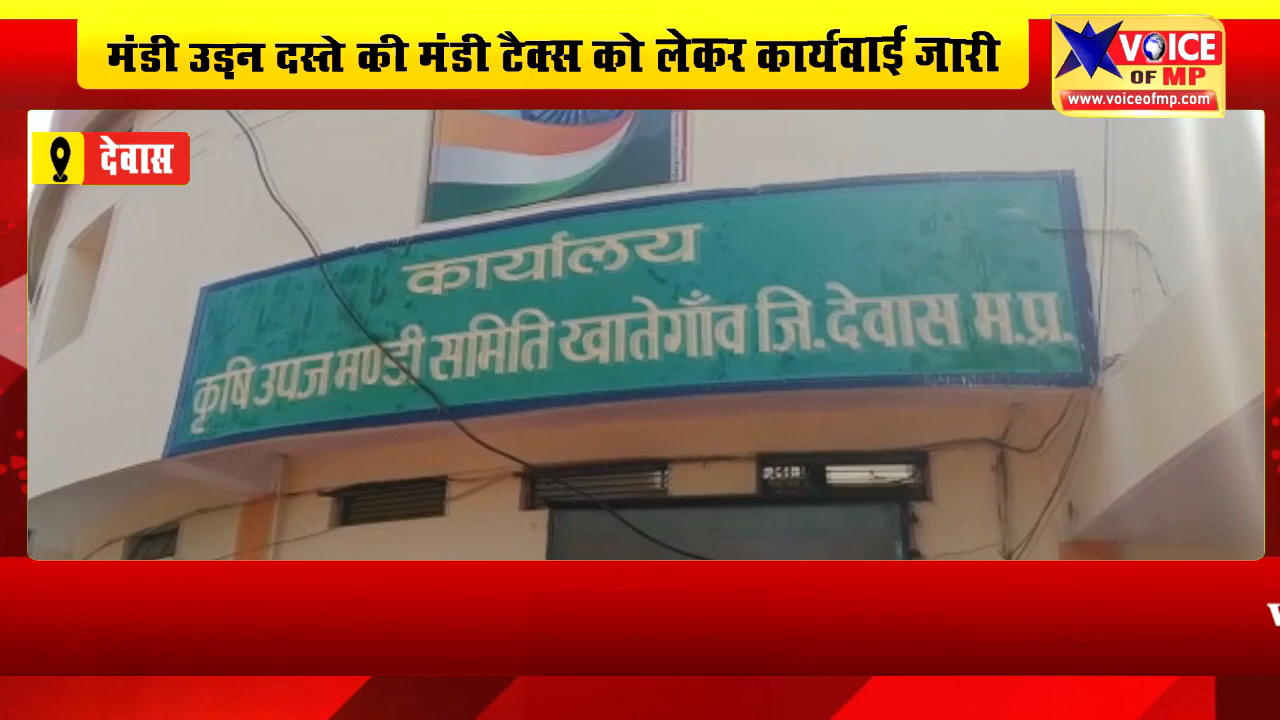 मंडी उड़न दस्ते की मंडी टैक्स को लेकर कार्यवाई जारी
VOICE
OF MP
www.voiceofmp.com
देवास
कार्यालय
कृषि उपज मण्डी समिति खातेगाँव जि. देवास म.प्र.